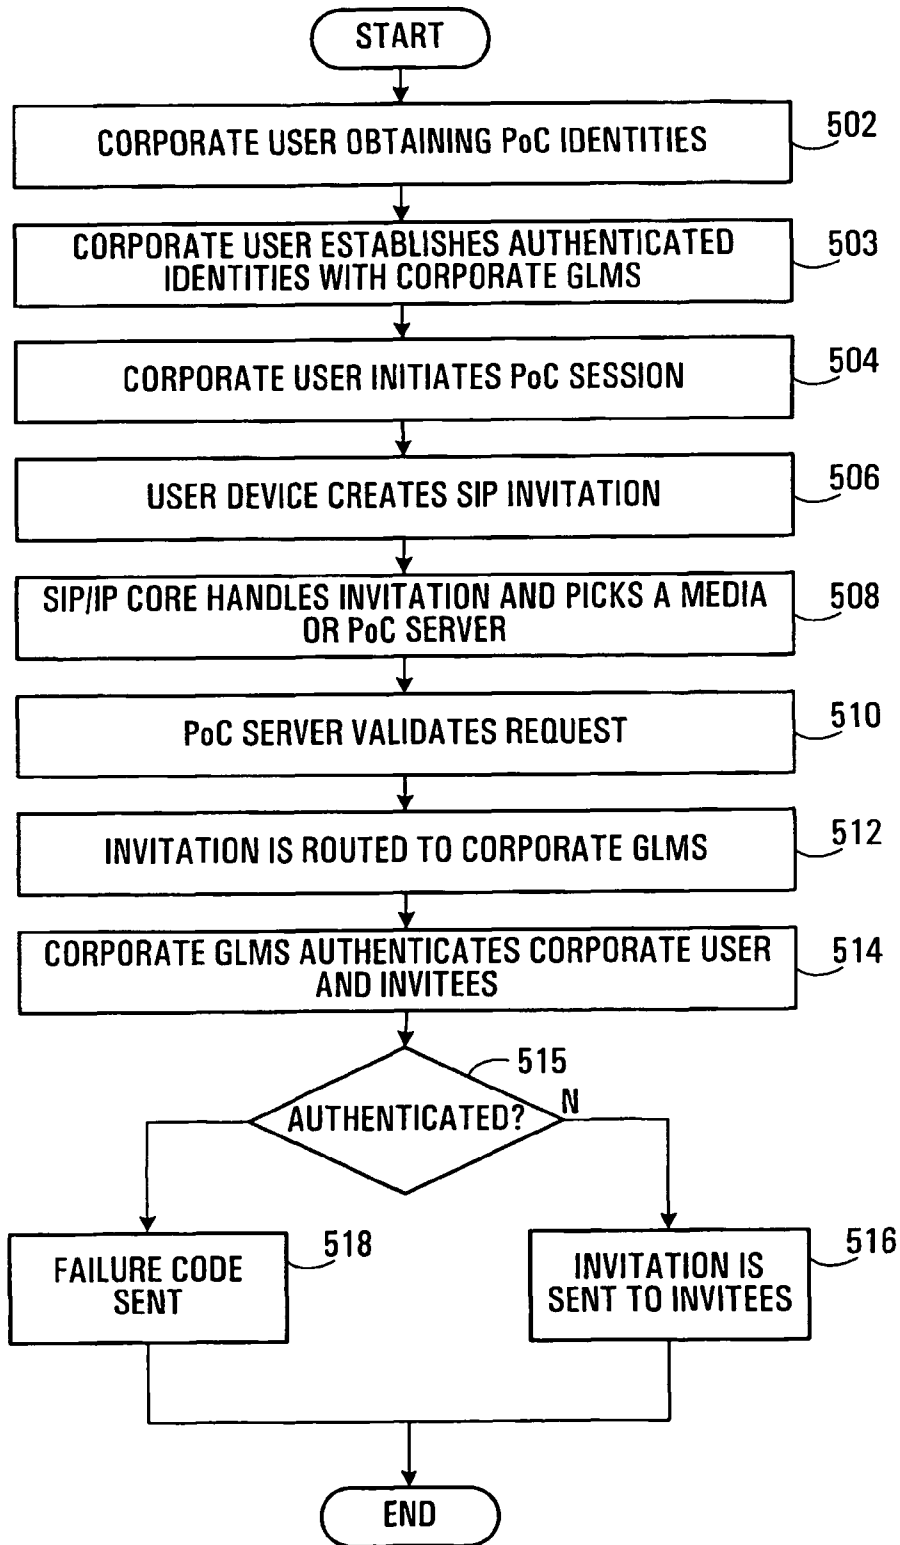 START
CORPORATE USER OBTAINING PoC IDENTITIES
502
CORPORATE USER ESTABLISHES AUTHENTICATED
IDENTITIES WITH CORPORATE GLMS
503
CORPORATE USER INITIATES PoC SESSION
504
USER DEVICE CREATES SIP INVITATION
506
SIP/IP CORE HANDLES INVITATION AND PICKS A MEDIA
OR PoC SERVER
508
PoC SERVER VALIDATES REQUEST
510
INVITATION IS ROUTED TO CORPORATE GLMS
512
CORPORATE GLMS AUTHENTICATES CORPORATE USER
AND INVITEES
514
515
AUTHENTICATED?
N
FAILURE CODE
SENT
518
INVITATION IS
SENT TO INVITEES
516
END